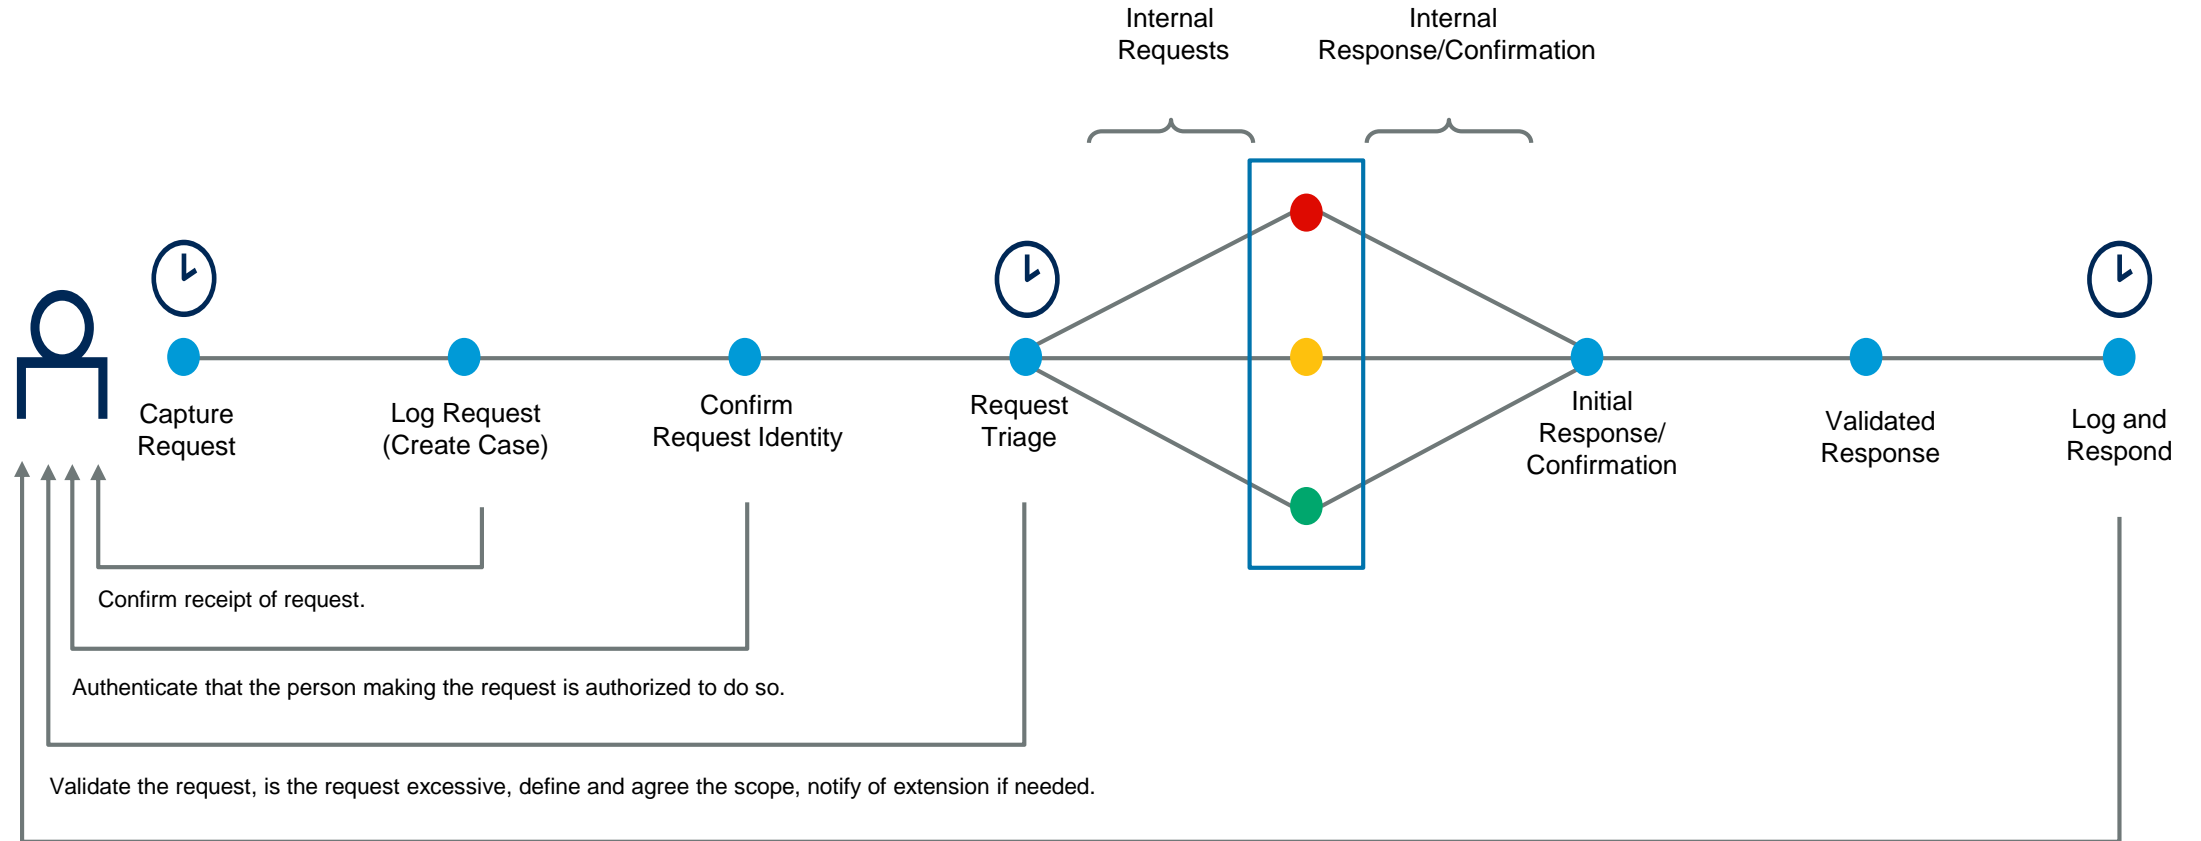 Internal
Requests
Internal
Response/Confirmation
Capture
Request
Log Request
(Create Case)
Confirm
Request Identity
Request
Triage
Initial
Response/
Confirmation
Validated
Response
Log and
Respond
Confirm receipt of request.
Authenticate that the person making the request is authorized to do so.
Validate the request, is the request excessive, define and agree the scope, notify of extension if needed.